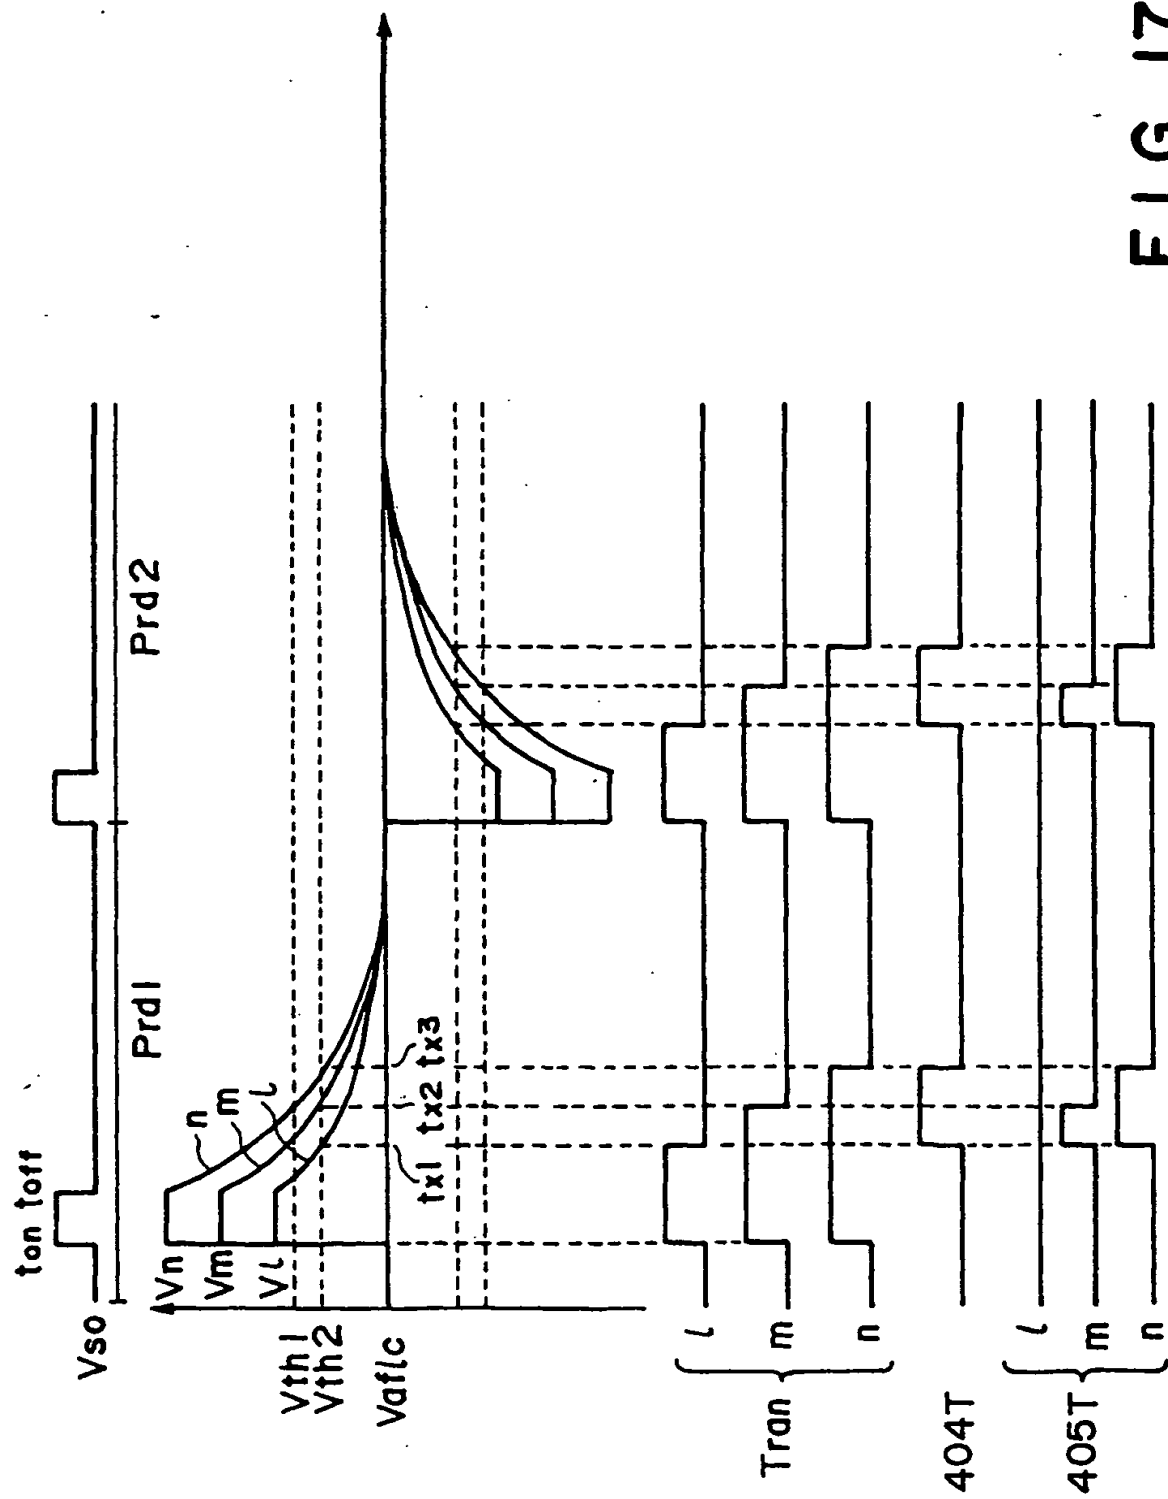 ton toff
Vso
Prd1
Prd2
Vn
Vm
Vl
n
m
l
Vth1
Vth2
Vaflc
tx1
tx2
tx3
Tran
l
m
n
404T
405T
l
m
n
FIG 17